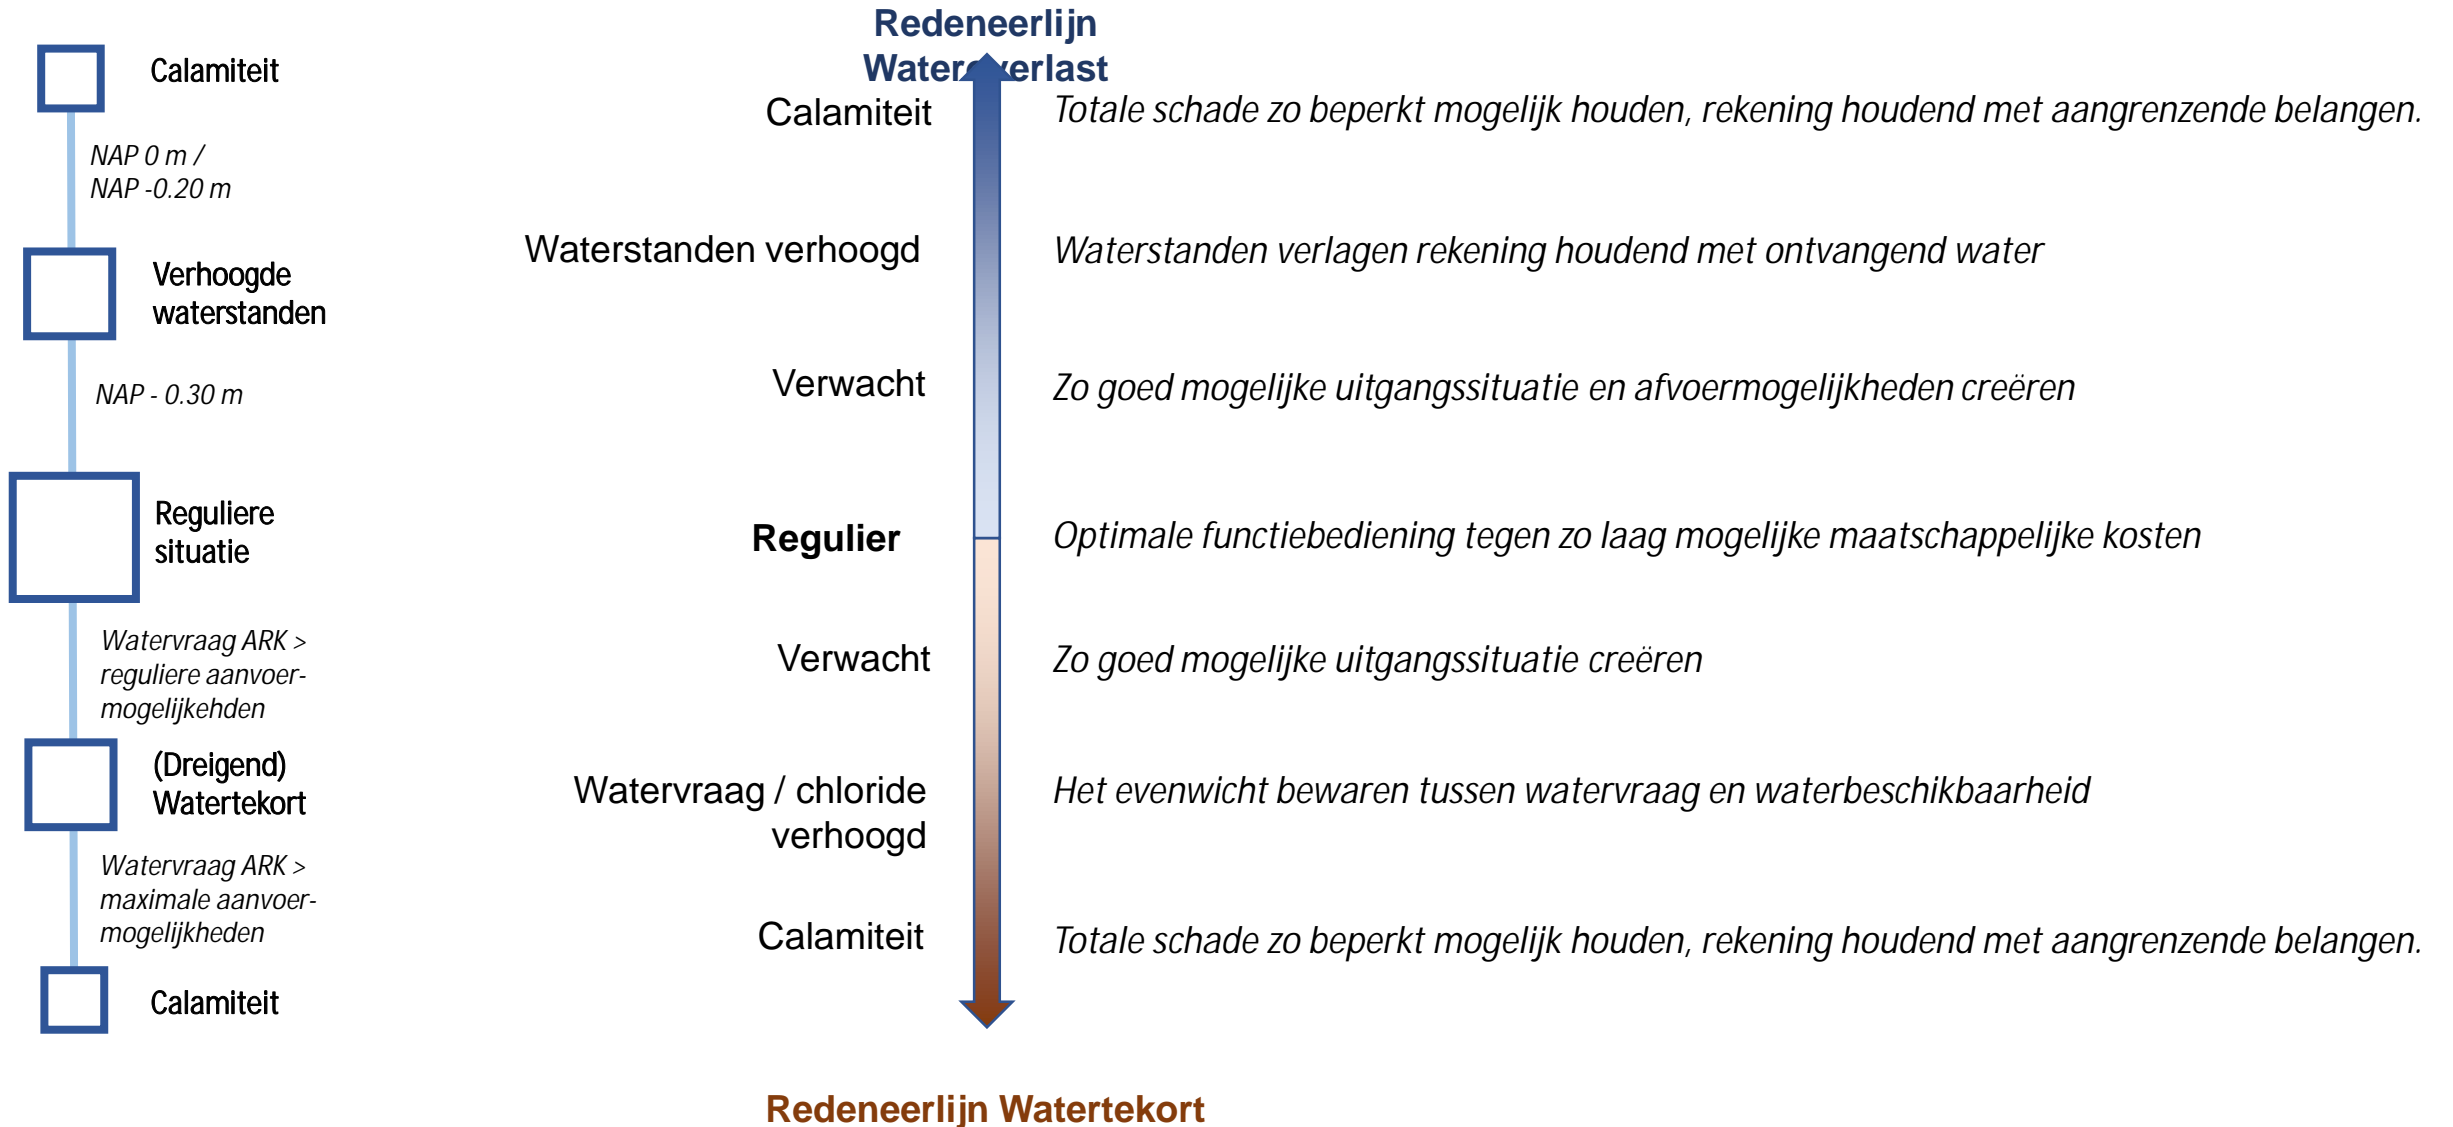 Calamiteit
NAP 0 m /
NAP -0.20 m
Verhoogde
waterstanden
NAP - 0.30 m
Reguliere
situatie
Watervraag ARK >
reguliere aanvoer-
mogelijkehden
(Dreigend)
Watertekort
Watervraag ARK >
maximale aanvoer-
mogelijkheden
Calamiteit
Redeneerlijn
Wateroverlast
Calamiteit
Totale schade zo beperkt mogelijk houden, rekening houdend met aangrenzende belangen.
Waterstanden verhoogd
Waterstanden verlagen rekening houdend met ontvangend water
Verwacht
Zo goed mogelijke uitgangssituatie en afvoermogelijkheden creëren
Regulier
Optimale functiebediening tegen zo laag mogelijke maatschappelijke kosten
Verwacht
Zo goed mogelijke uitgangssituatie creëren
Watervraag / chloride
verhoogd
Het evenwicht bewaren tussen watervraag en waterbeschikbaarheid
Calamiteit
Totale schade zo beperkt mogelijk houden, rekening houdend met aangrenzende belangen.
Redeneerlijn Watertekort